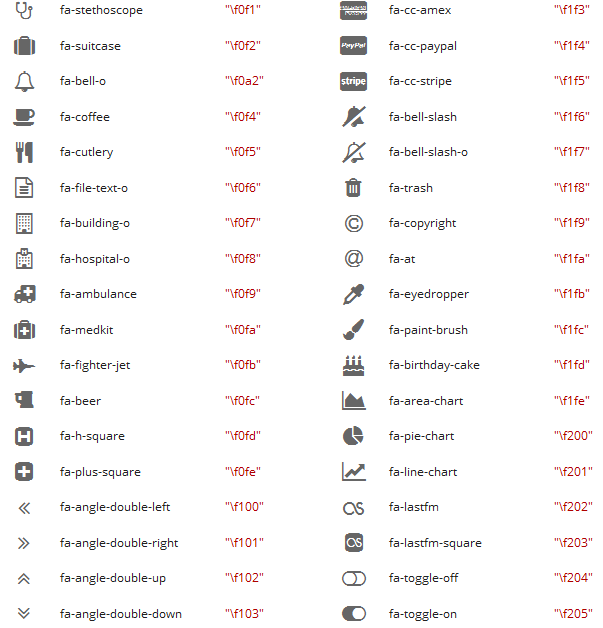 fa-stethoscope "\f0f1" fa-cc-amex "\f1f3"
fa-suitcase "\f0f2" PayPal fa-cc-paypal "\f1f4"
fa-bell-o "\f0a2" stripe fa-cc-stripe "\f1f5"
fa-coffee "\f0f4" fa-bell-slash "\f1f6"
fa-cutlery "\f0f5" fa-bell-slash-o "\f1f7"
fa-file-text-o "\f0f6" fa-trash "\f1f8"
fa-building-o "\f0f7" © fa-copyright "\f1f9"
fa-hospital-o "\f0f8" @ fa-at "\f1fa"
fa-ambulance "\f0f9" fa-eyedropper "\f1fb"
fa-medkit "\f0fa" fa-paint-brush "\f1fc"
fa-fighter-jet "\f0fb" fa-birthday-cake "\f1fd"
fa-beer "\f0fc" fa-area-chart "\f1fe"
H fa-h-square "\f0fd" fa-pie-chart "\f200"
fa-plus-square "\f0fe" fa-line-chart "\f201"
« fa-angle-double-left "\f100" fa-lastfm "\f202"
» fa-angle-double-right "\f101" fa-lastfm-square "\f203"
fa-angle-double-up "\f102" fa-toggle-off "\f204"
fa-angle-double-down "\f103" fa-toggle-on "\f205"